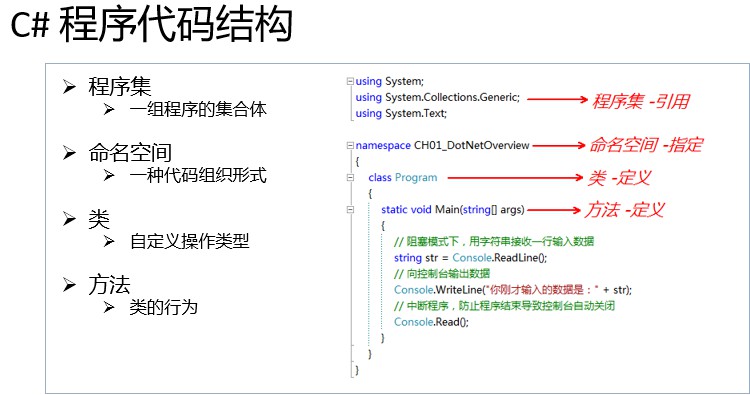 C# 程序代码结构
程序集
一组程序的集合体
命名空间
一种代码组织形式
类
自定义操作类型
方法
类的行为
using System;
using System.Collections.Generic;
程序集 -引用
using System.Text;
namespace CH01_DotNetOverview
命名空间 -指定
{
class Program
类 -定义
{
static void Main(string[] args)
方法 -定义
{
// 阻塞模式下，用字符串接收一行输入数据
string str = Console.ReadLine();
// 向控制台输出数据
Console.WriteLine("你刚才输入的数据是：" + str);
// 中断程序，防止程序结束导致控制台自动关闭
Console.Read();
}
}
}